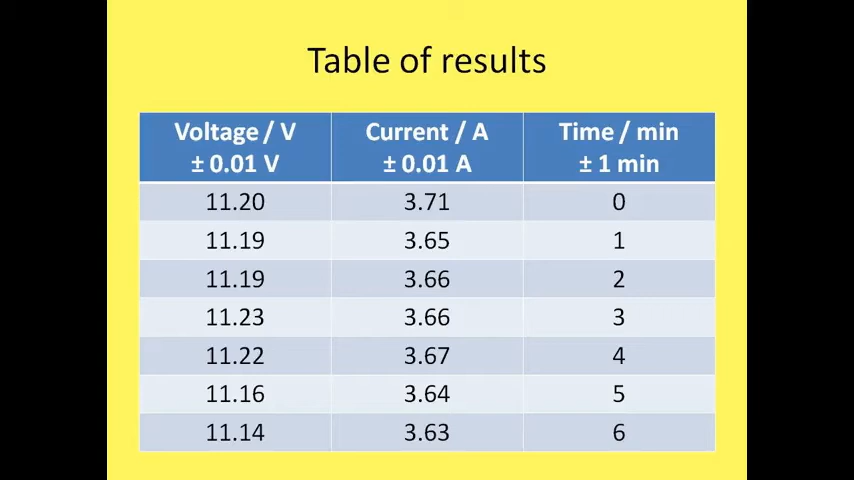 Table of results
Voltage / V Current / A Time / min
± 0.01 V ± 0.01 A ± 1 min
11.20 3.71 0
11.19 3.65 1
11.19 3.66 2
11.23 3.66 3
11.22 3.67 4
11.16 3.64 5
11.14 3.63 6